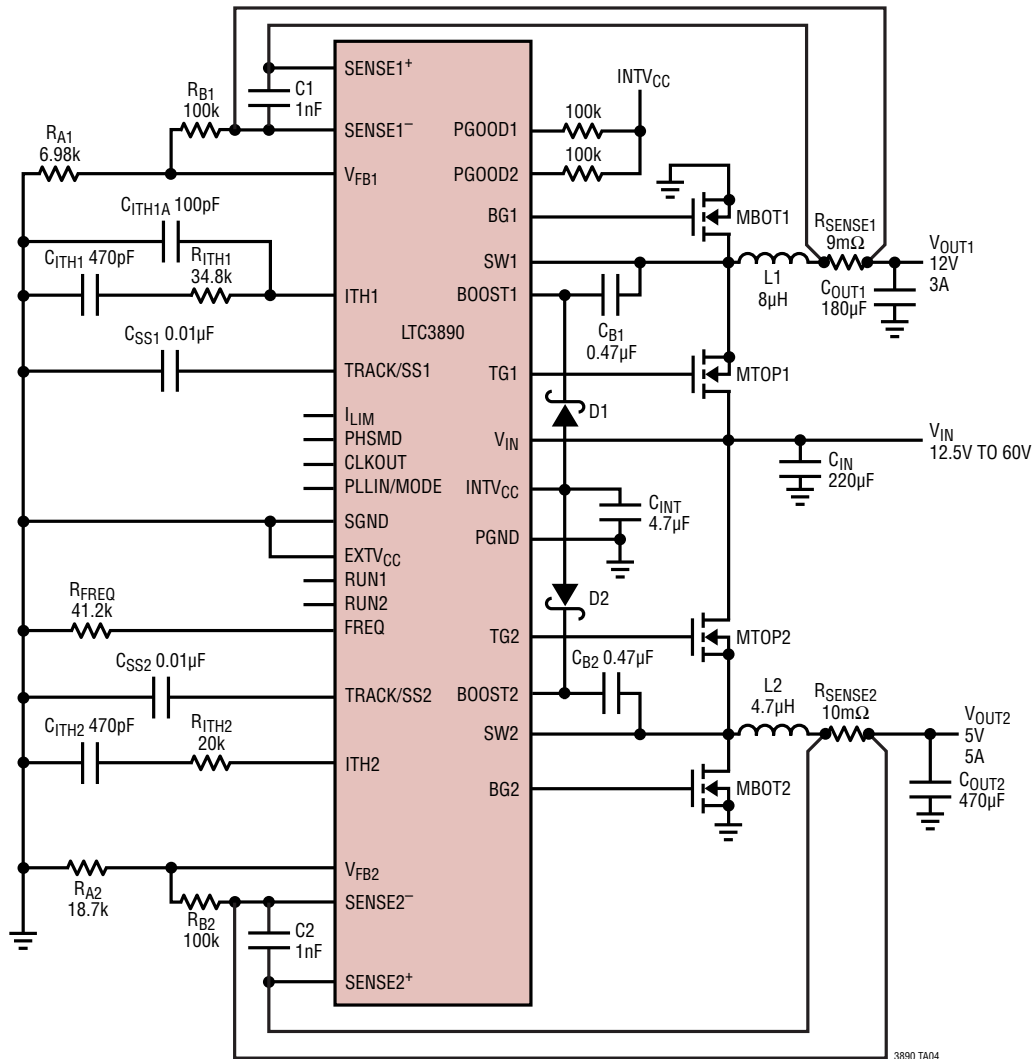 SENSE1+
INTVCC
RB1
100k
C1
1nF
100k
RA1
6.98k
SENSE1−
PGOOD1
100k
VFB1
PGOOD2
CITH1A 100pF
MBOT1
BG1
RSENSE1
9mΩ
CITH1 470pF
RITH1
34.8k
VOUT1
12V
3A
SW1
L1
8µH
ITH1
BOOST1
COUT1
180µF
LTC3890
CB1
0.47µF
CSS1 0.01µF
TRACK/SS1
TG1
MTOP1
ILIM
D1
PHSMD
VIN
VIN
12.5V TO 60V
CLKOUT
CIN
220µF
PLLIN/MODE
INTVCC
CINT
4.7µF
SGND
PGND
EXTVCC
RUN1
RFREQ
41.2k
RUN2
D2
FREQ
TG2
MTOP2
CSS2 0.01µF
CB2 0.47µF
TRACK/SS2
BOOST2
L2
4.7µH
RSENSE2
10mΩ
CITH2 470pF
RITH2
20k
SW2
VOUT2
5V
5A
ITH2
BG2
MBOT2
COUT2
470µF
VFB2
RA2
18.7k
SENSE2−
RB2
100k
C2
1nF
SENSE2+
3890 TA04